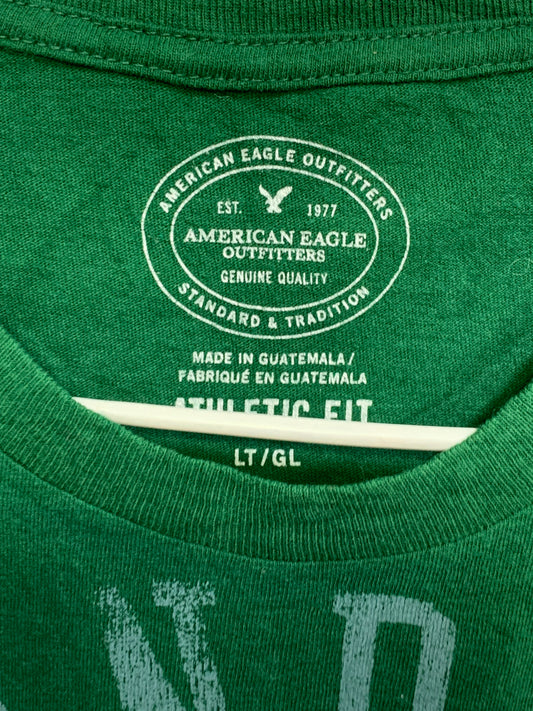 AMERICAN EAGLE OUTFITTERS
EST. 1977
AMERICAN EAGLE
OUTFITTERS
GENUINE QUALITY
STANDARD & TRADITION
MADE IN GUATEMALA/
FABRIQUÉ EN GUATEMALA
ATHLETIC FIT
LT/GL